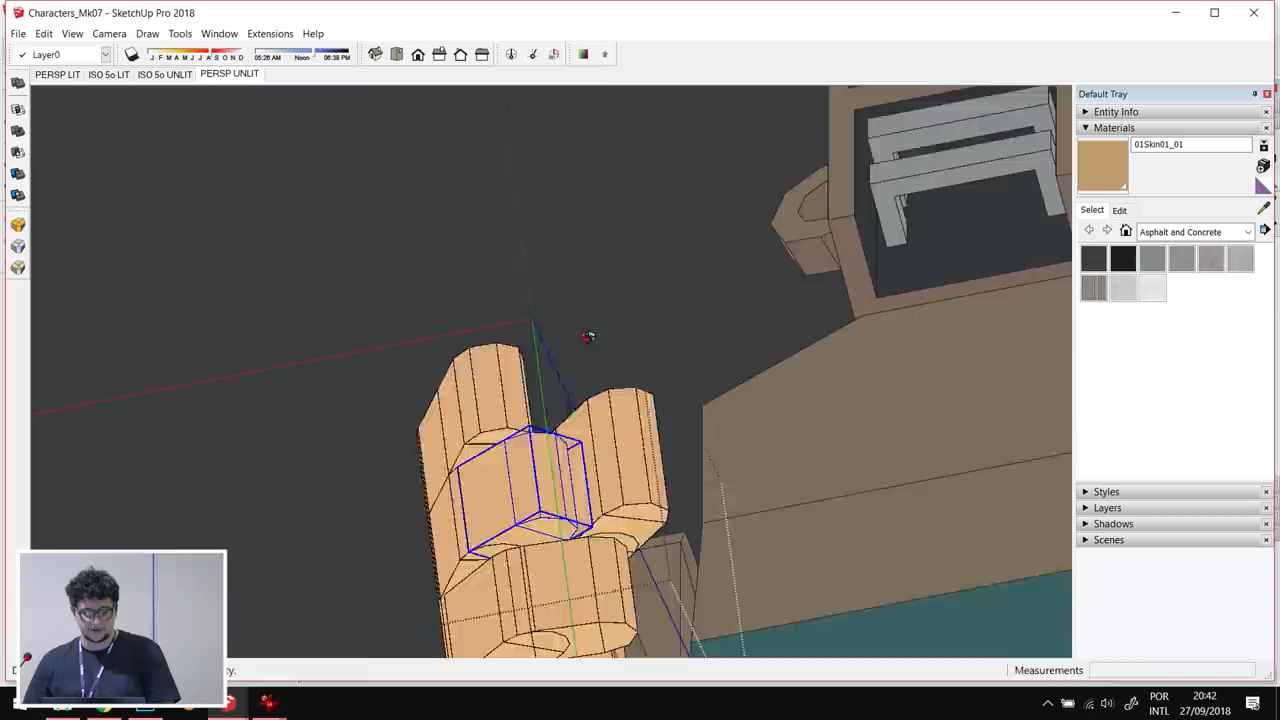 Characters_Mk07 - SketchUp Pro 2018
File Edit View Camera Draw Tools Window Extensions Help
Layer0
J F M A M J J A S O N D
05:26 AM Noon 06:38 PM
PERSP LIT ISO 5o LIT ISO 5o UNLIT PERSP UNLIT
Default Tray
Entity Info
Materials
01Skin01_01
Select Edit
Asphalt and Concrete
Styles
Layers
Shadows
Scenes
Measurements
POR
INTL
20:42
27/09/2018